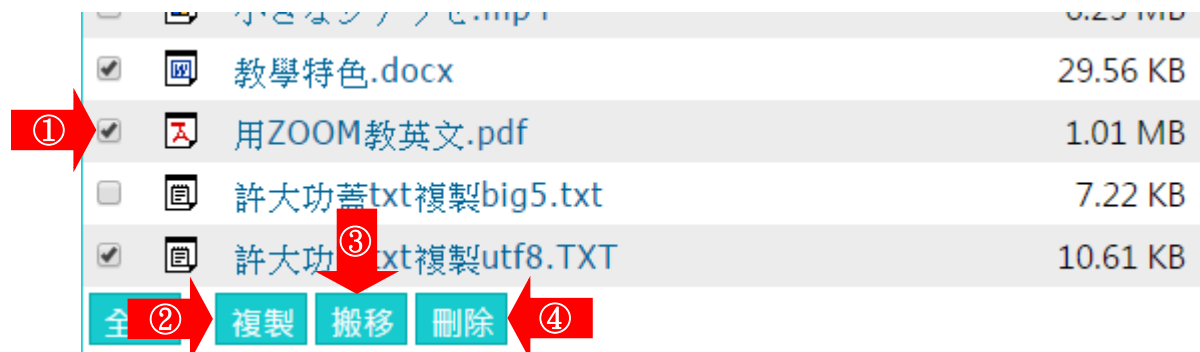 教學特色.docx 29.56 KB
① 用ZOOM教英文.pdf 1.01 MB
許大功蓋txt複製big5.txt 7.22 KB
許大功 txt複製utf8.TXT 10.61 KB
③
全 ② 複製 搬移 刪除 ④